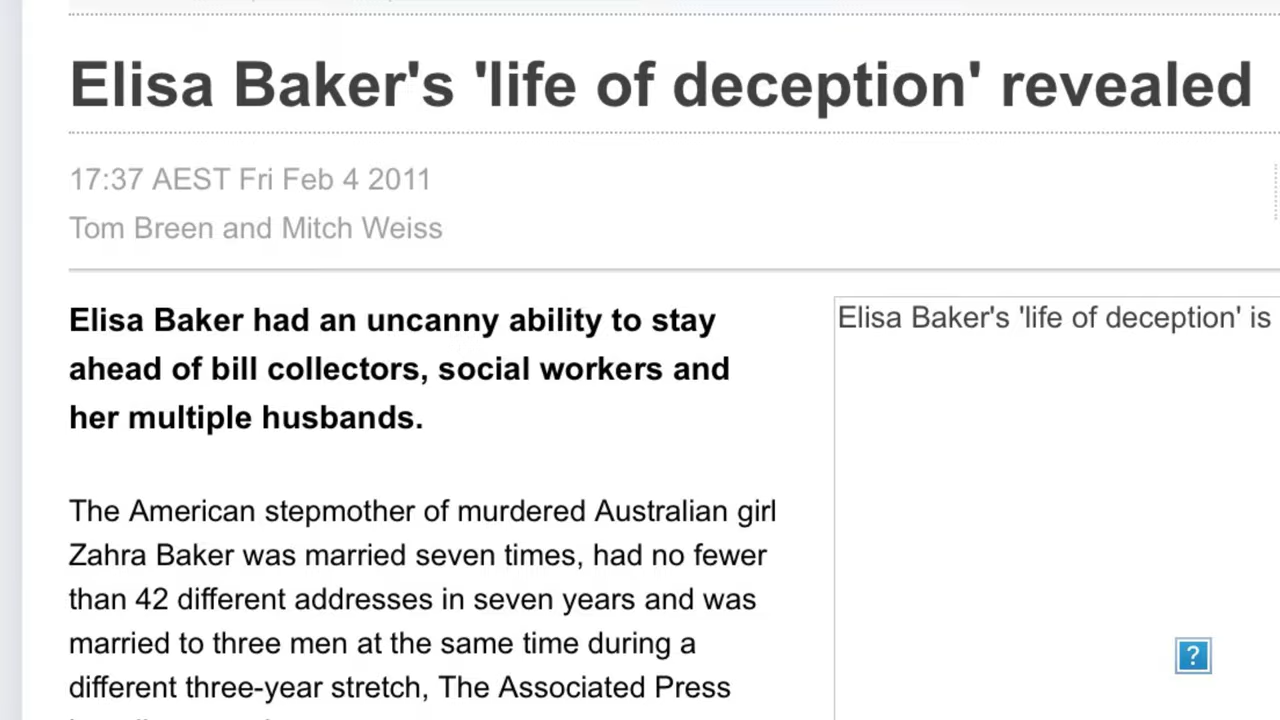 Elisa Baker's 'life of deception' revealed
17:37 AEST Fri Feb 4 2011
Tom Breen and Mitch Weiss
Elisa Baker had an uncanny ability to stay
ahead of bill collectors, social workers and
her multiple husbands.
The American stepmother of murdered Australian girl
Zahra Baker was married seven times, had no fewer
than 42 different addresses in seven years and was
married to three men at the same time during a
different three-year stretch, The Associated Press
Elisa Baker's 'life of deception' is
?